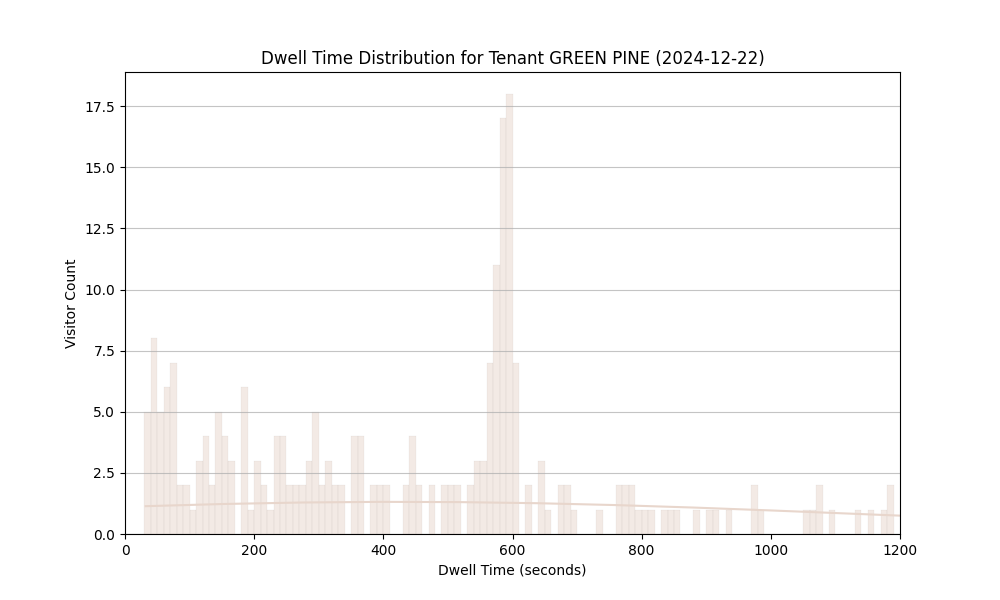 Dwell Time Distribution for Tenant GREEN PINE (2024-12-22)
17.5
15.0
12.5
10.0
7.5
5.0
2.5
0.0
Visitor Count
0 200 400 600 800 1000 1200
Dwell Time (seconds)